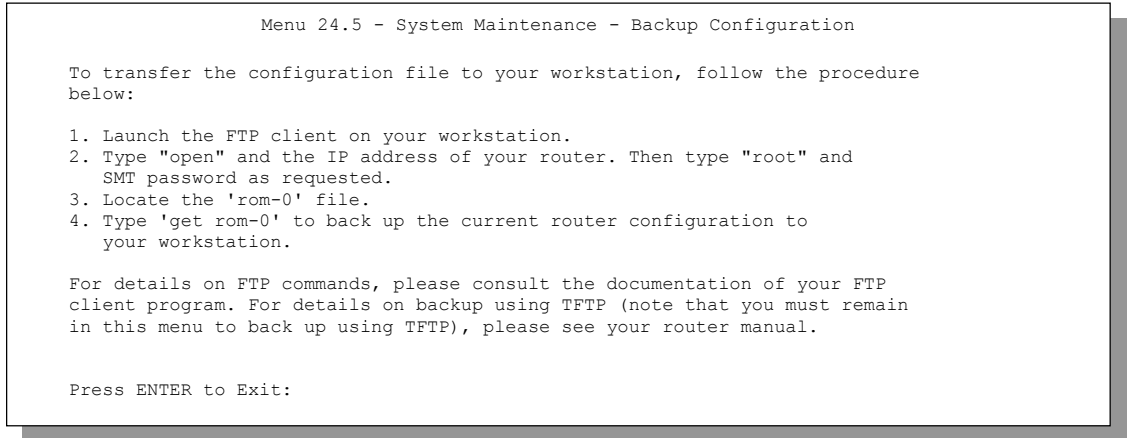 Menu 24.5 - System Maintenance - Backup Configuration
To transfer the configuration file to your workstation, follow the procedure
below:
1. Launch the FTP client on your workstation.
2. Type "open" and the IP address of your router. Then type "root" and
SMT password as requested.
3. Locate the 'rom-0' file.
4. Type 'get rom-0' to back up the current router configuration to
your workstation.
For details on FTP commands, please consult the documentation of your FTP
client program. For details on backup using TFTP (note that you must remain
in this menu to back up using TFTP), please see your router manual.
Press ENTER to Exit: